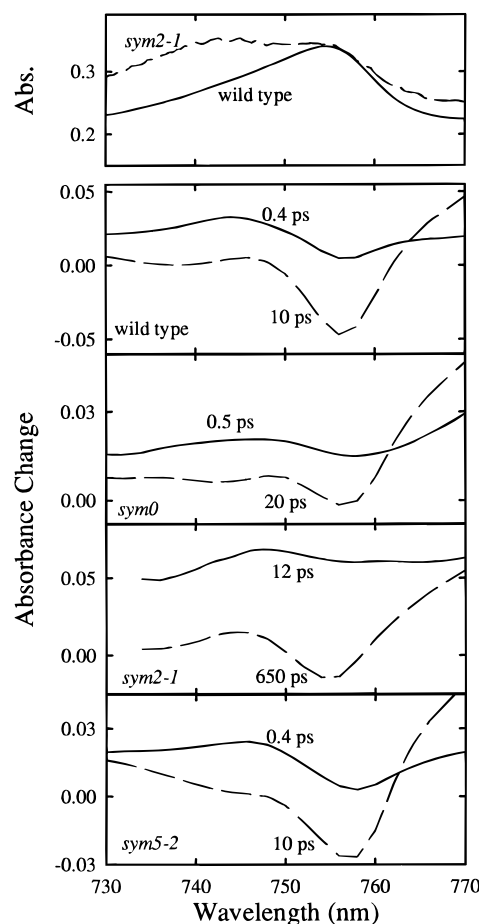 Abs.
sym2-1
0.3
wild type
0.2
Absorbance Change
0.05
0.4 ps
0.00
10 ps
-0.05
wild type
0.5 ps
0.03
0.00
20 ps
sym0
0.05
12 ps
0.00
650 ps
sym2-1
0.03
0.4 ps
0.00
10 ps
sym5-2
-0.03
730 740 750 760 770
Wavelength (nm)